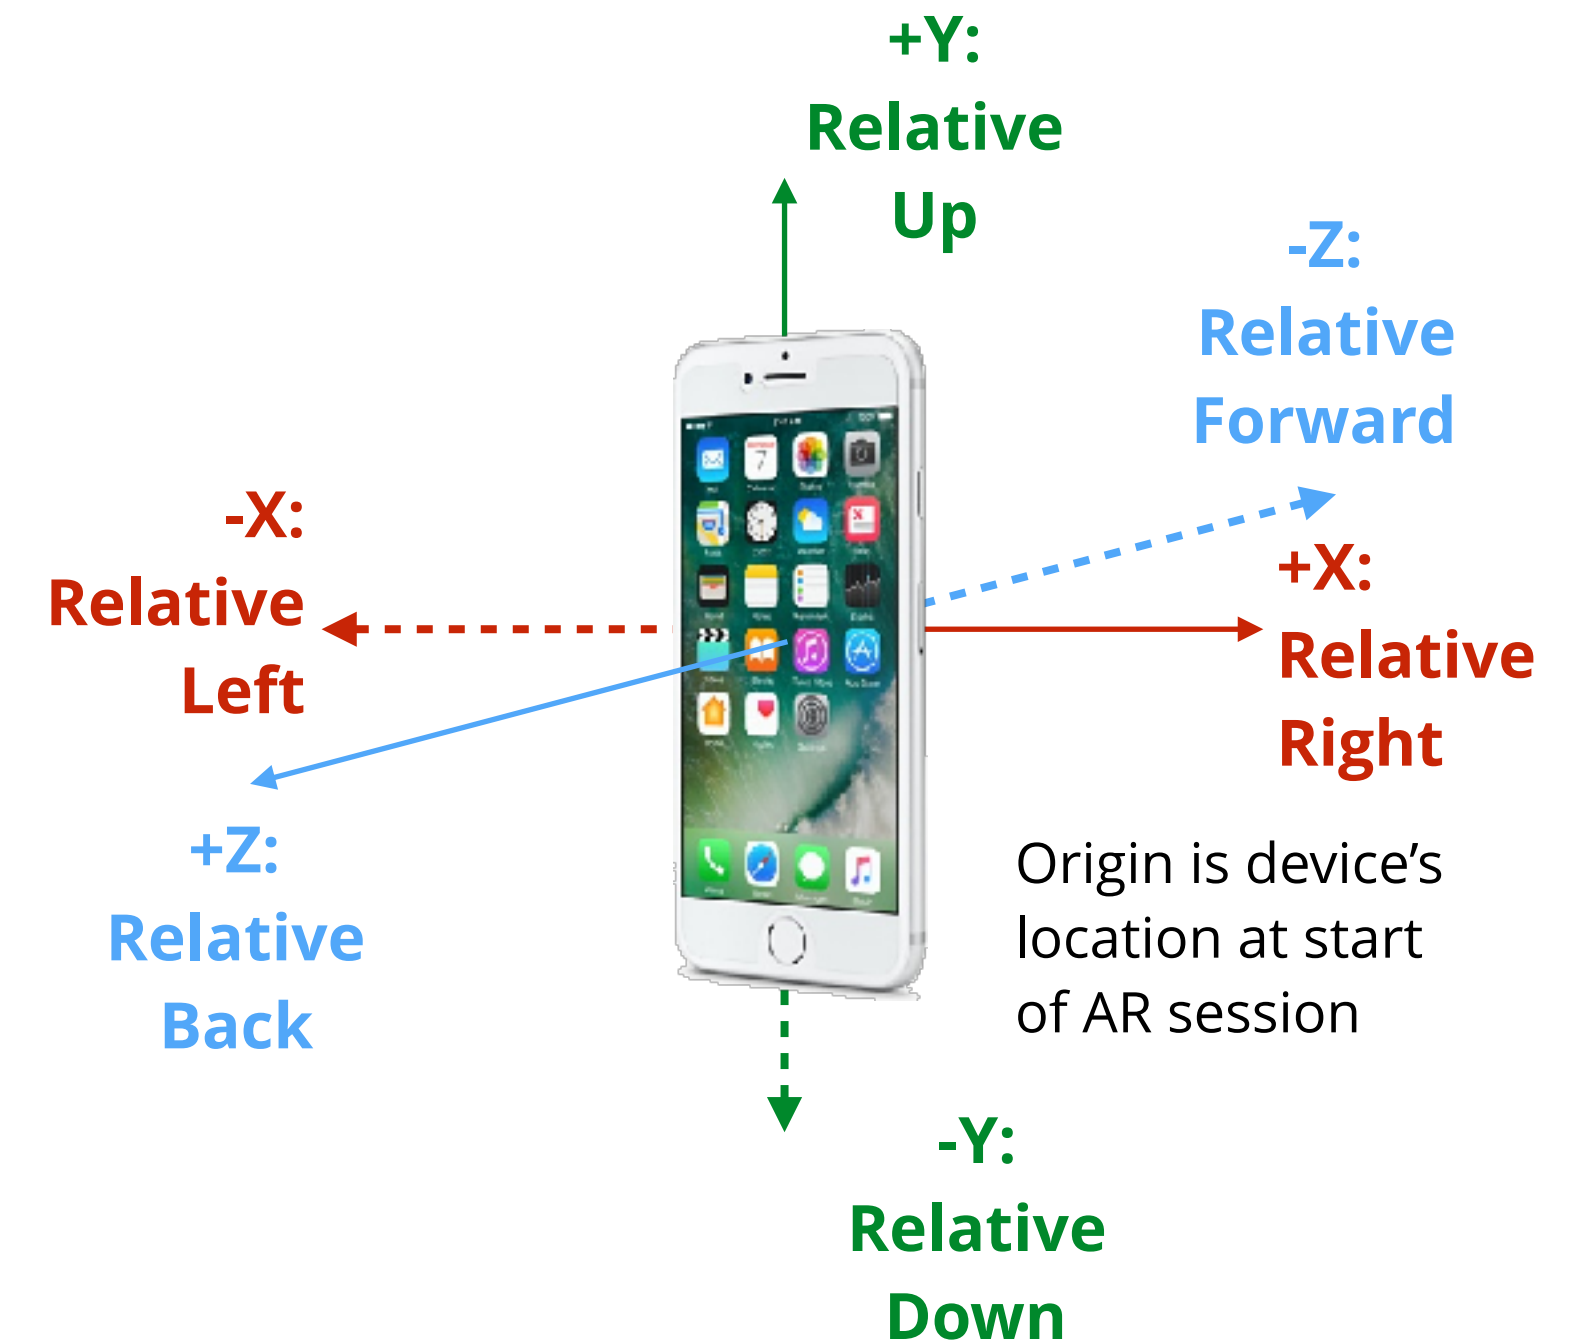 +Y:
Relative
Up
-Z:
Relative
Forward
-X:
Relative
Left
+X:
Relative
Right
+Z:
Relative
Back
Origin is device’s
location at start
of AR session
-Y:
Relative
Down
7